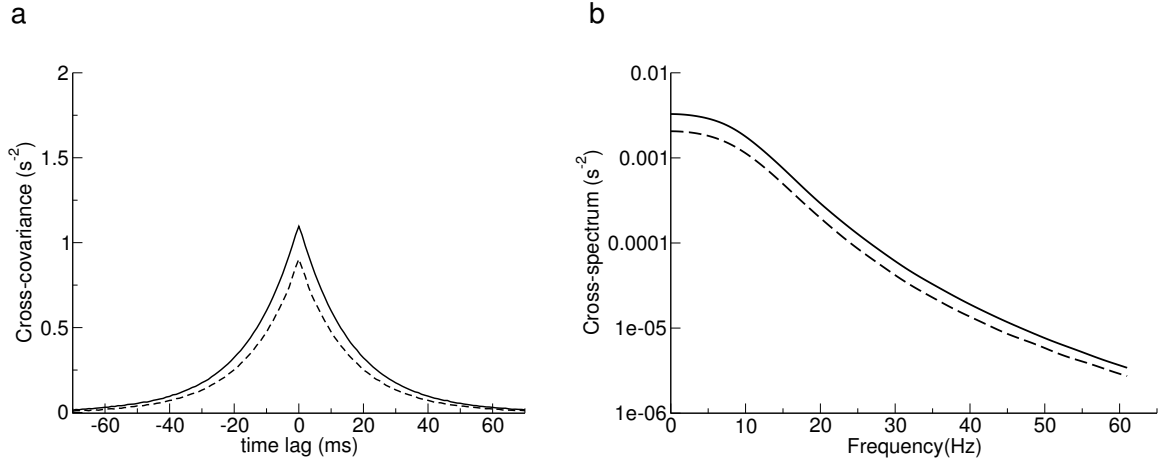 a
b
2
1.5
1
0.5
0
Cross-covariance (s⁻²)
-60 -40 -20 0 20 40 60
time lag (ms)
0.01
0.001
0.0001
1e-05
1e-06
Cross-spectrum (s⁻²)
0 10 20 30 40 50 60
Frequency(Hz)